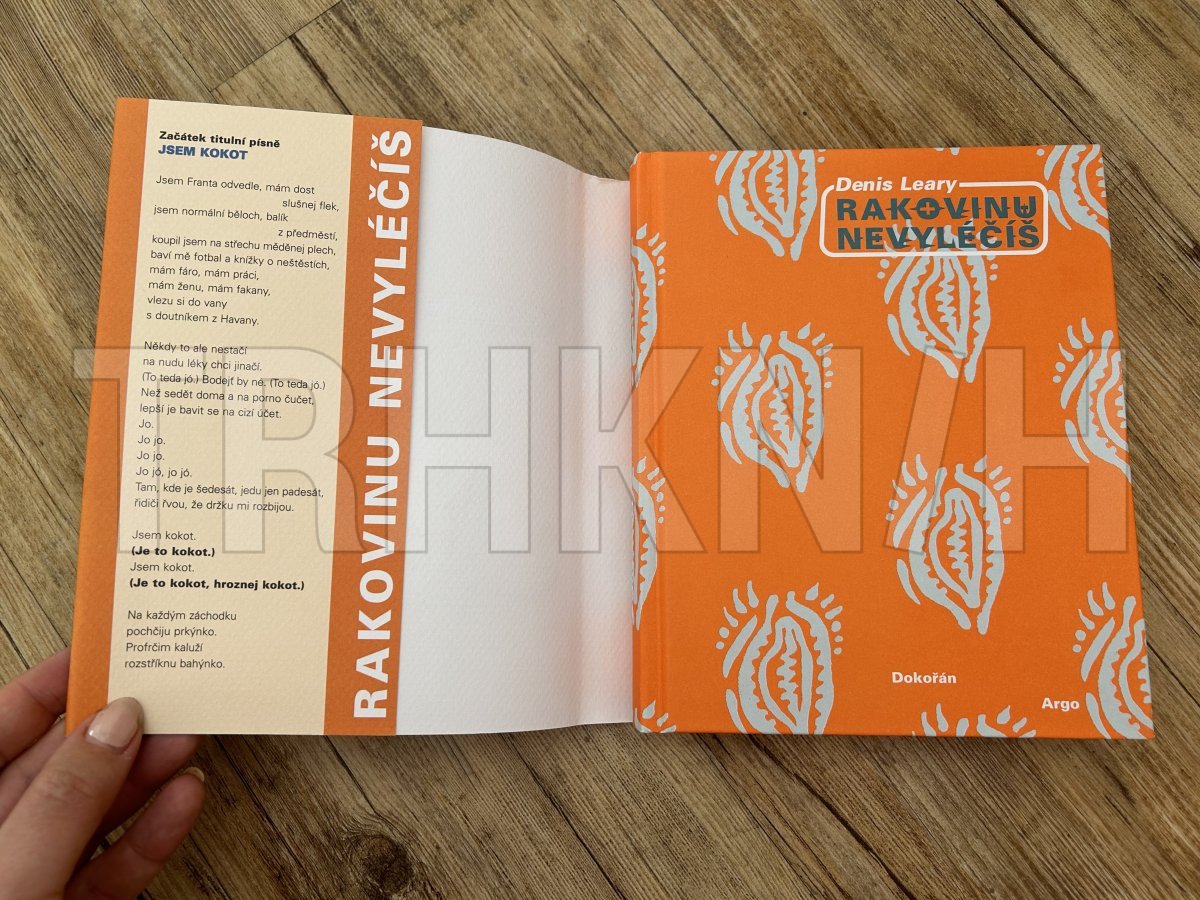 Začátek titulní písně
JSEM KOKOT
Jsem Franta odvedle, mám dost
slušnej flek,
jsem normální běloch, balík
z předměstí,
koupil jsem na střechu měděnej plech,
baví mě fotbal a knížky o neštěstích,
mám fáro, mám práci,
mám ženu, mám fakany,
vlezu si do vany
s doutníkem z Havany.
Někdy to ale nestačí
na nudu léky chci jinačí.
(To teda jó.) Bodejť by né. (To teda jó.)
Než sedět doma a na porno čučet,
lepší je bavit se na cizí účet.
Jo.
Jo jo.
Jo jo.
Jo jó, jo jó.
Tam, kde je šedesát, jedu jen padesát,
řidiči řvou, že držku mi rozbijou.
Jsem kokot.
(Je to kokot.)
Jsem kokot.
(Je to kokot, hroznej kokot.)
Na každým záchodku
pochčiju prkýnko.
Profrčim kaluží
rozstříknu bahýnko.
RAKOVINU NEVYLÉČÍŠ
Denis Leary
RAKOVINU
NEVYLÉČÍŠ
Dokořán
Argo
TRHKNIH